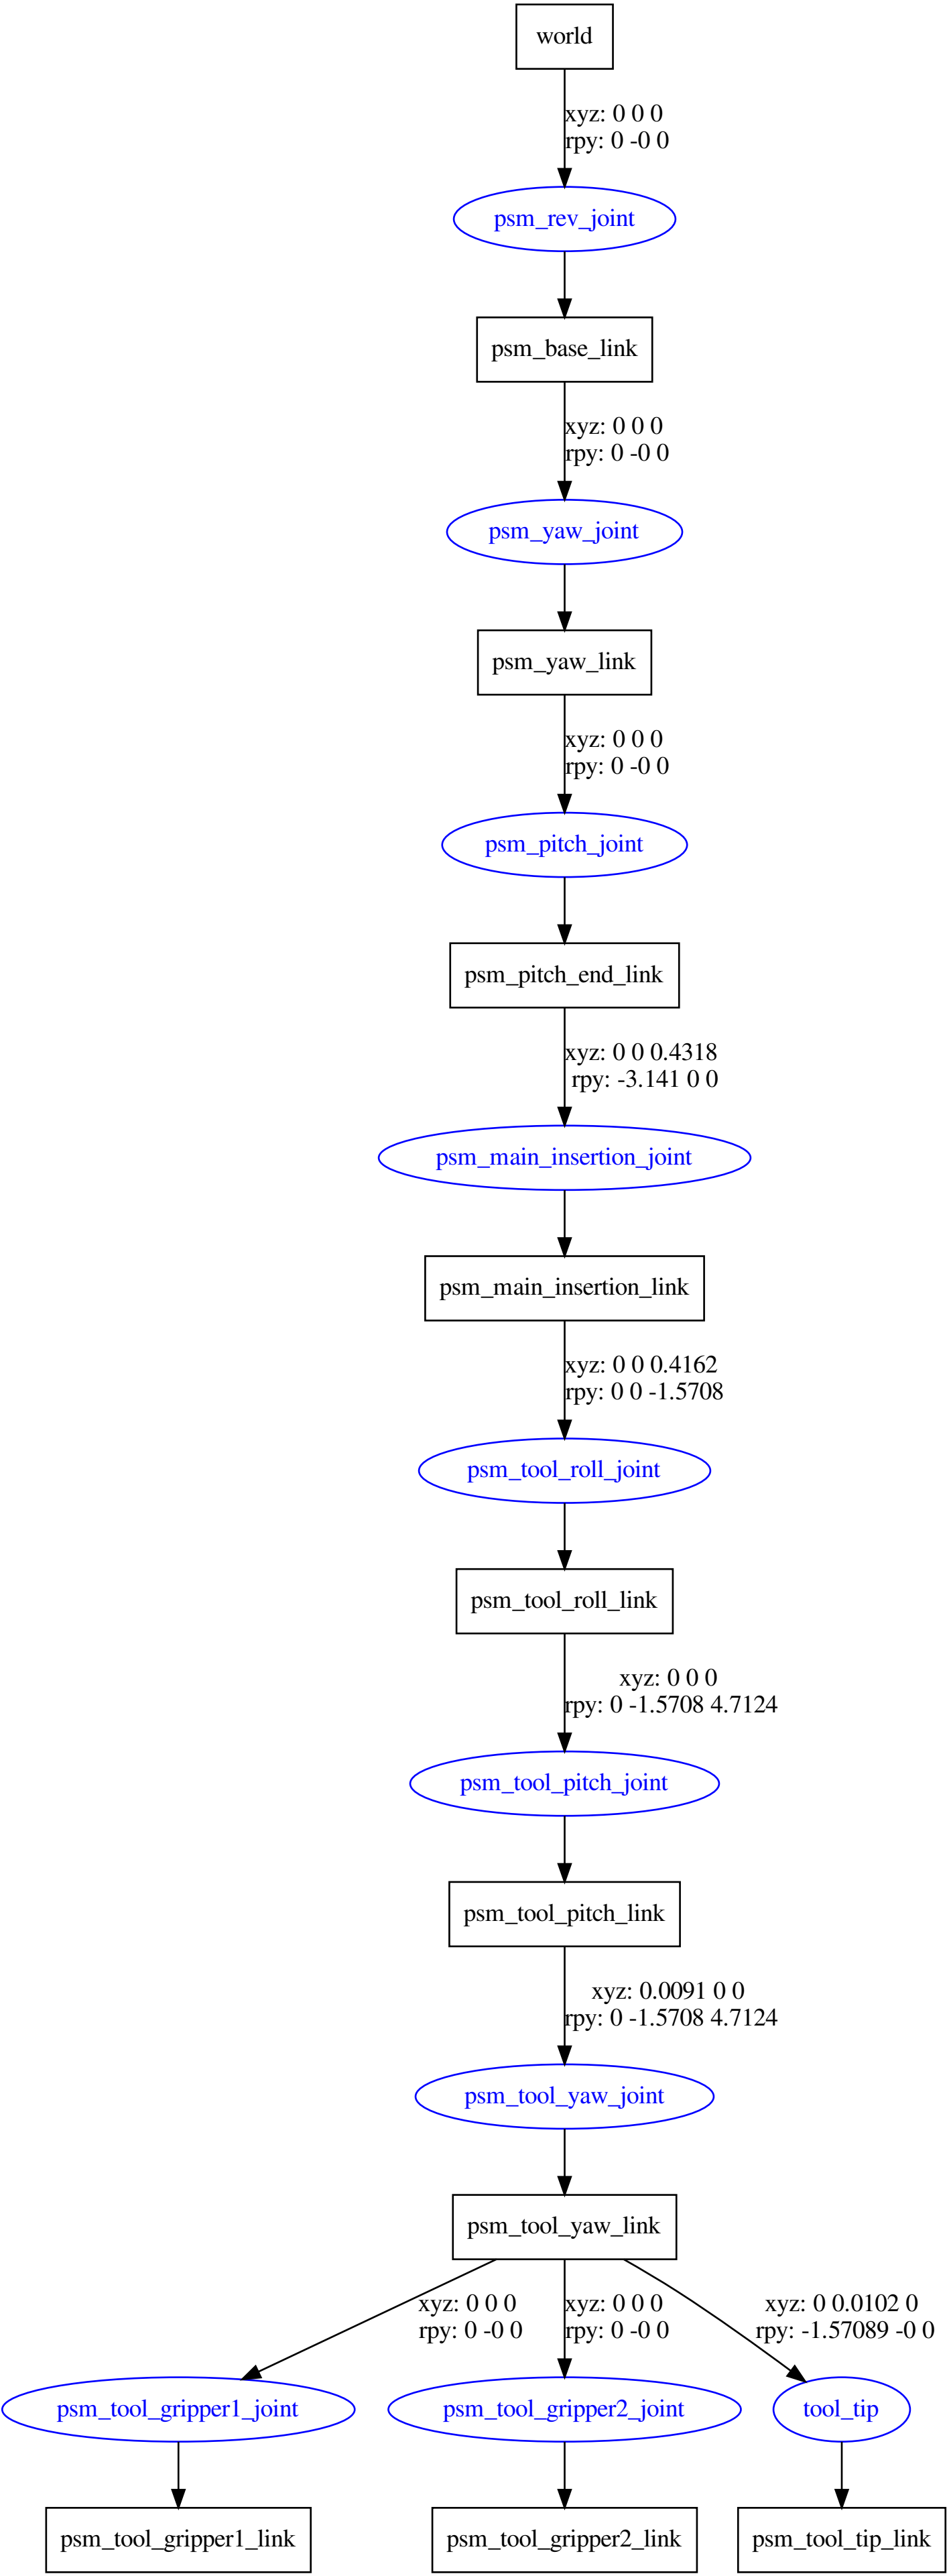 world
xyz: 0 0 0
rpy: 0 -0 0
psm_rev_joint
psm_base_link
xyz: 0 0 0
rpy: 0 -0 0
psm_yaw_joint
psm_yaw_link
xyz: 0 0 0
rpy: 0 -0 0
psm_pitch_joint
psm_pitch_end_link
xyz: 0 0 0.4318
rpy: -3.141 0 0
psm_main_insertion_joint
psm_main_insertion_link
xyz: 0 0 0.4162
rpy: 0 0 -1.5708
psm_tool_roll_joint
psm_tool_roll_link
xyz: 0 0 0
rpy: 0 -1.5708 4.7124
psm_tool_pitch_joint
psm_tool_pitch_link
xyz: 0.0091 0 0
rpy: 0 -1.5708 4.7124
psm_tool_yaw_joint
psm_tool_yaw_link
xyz: 0 0 0
rpy: 0 -0 0
xyz: 0 0 0
rpy: 0 -0 0
xyz: 0 0.0102 0
rpy: -1.57089 -0 0
psm_tool_gripper1_joint
psm_tool_gripper2_joint
tool_tip
psm_tool_gripper1_link
psm_tool_gripper2_link
psm_tool_tip_link